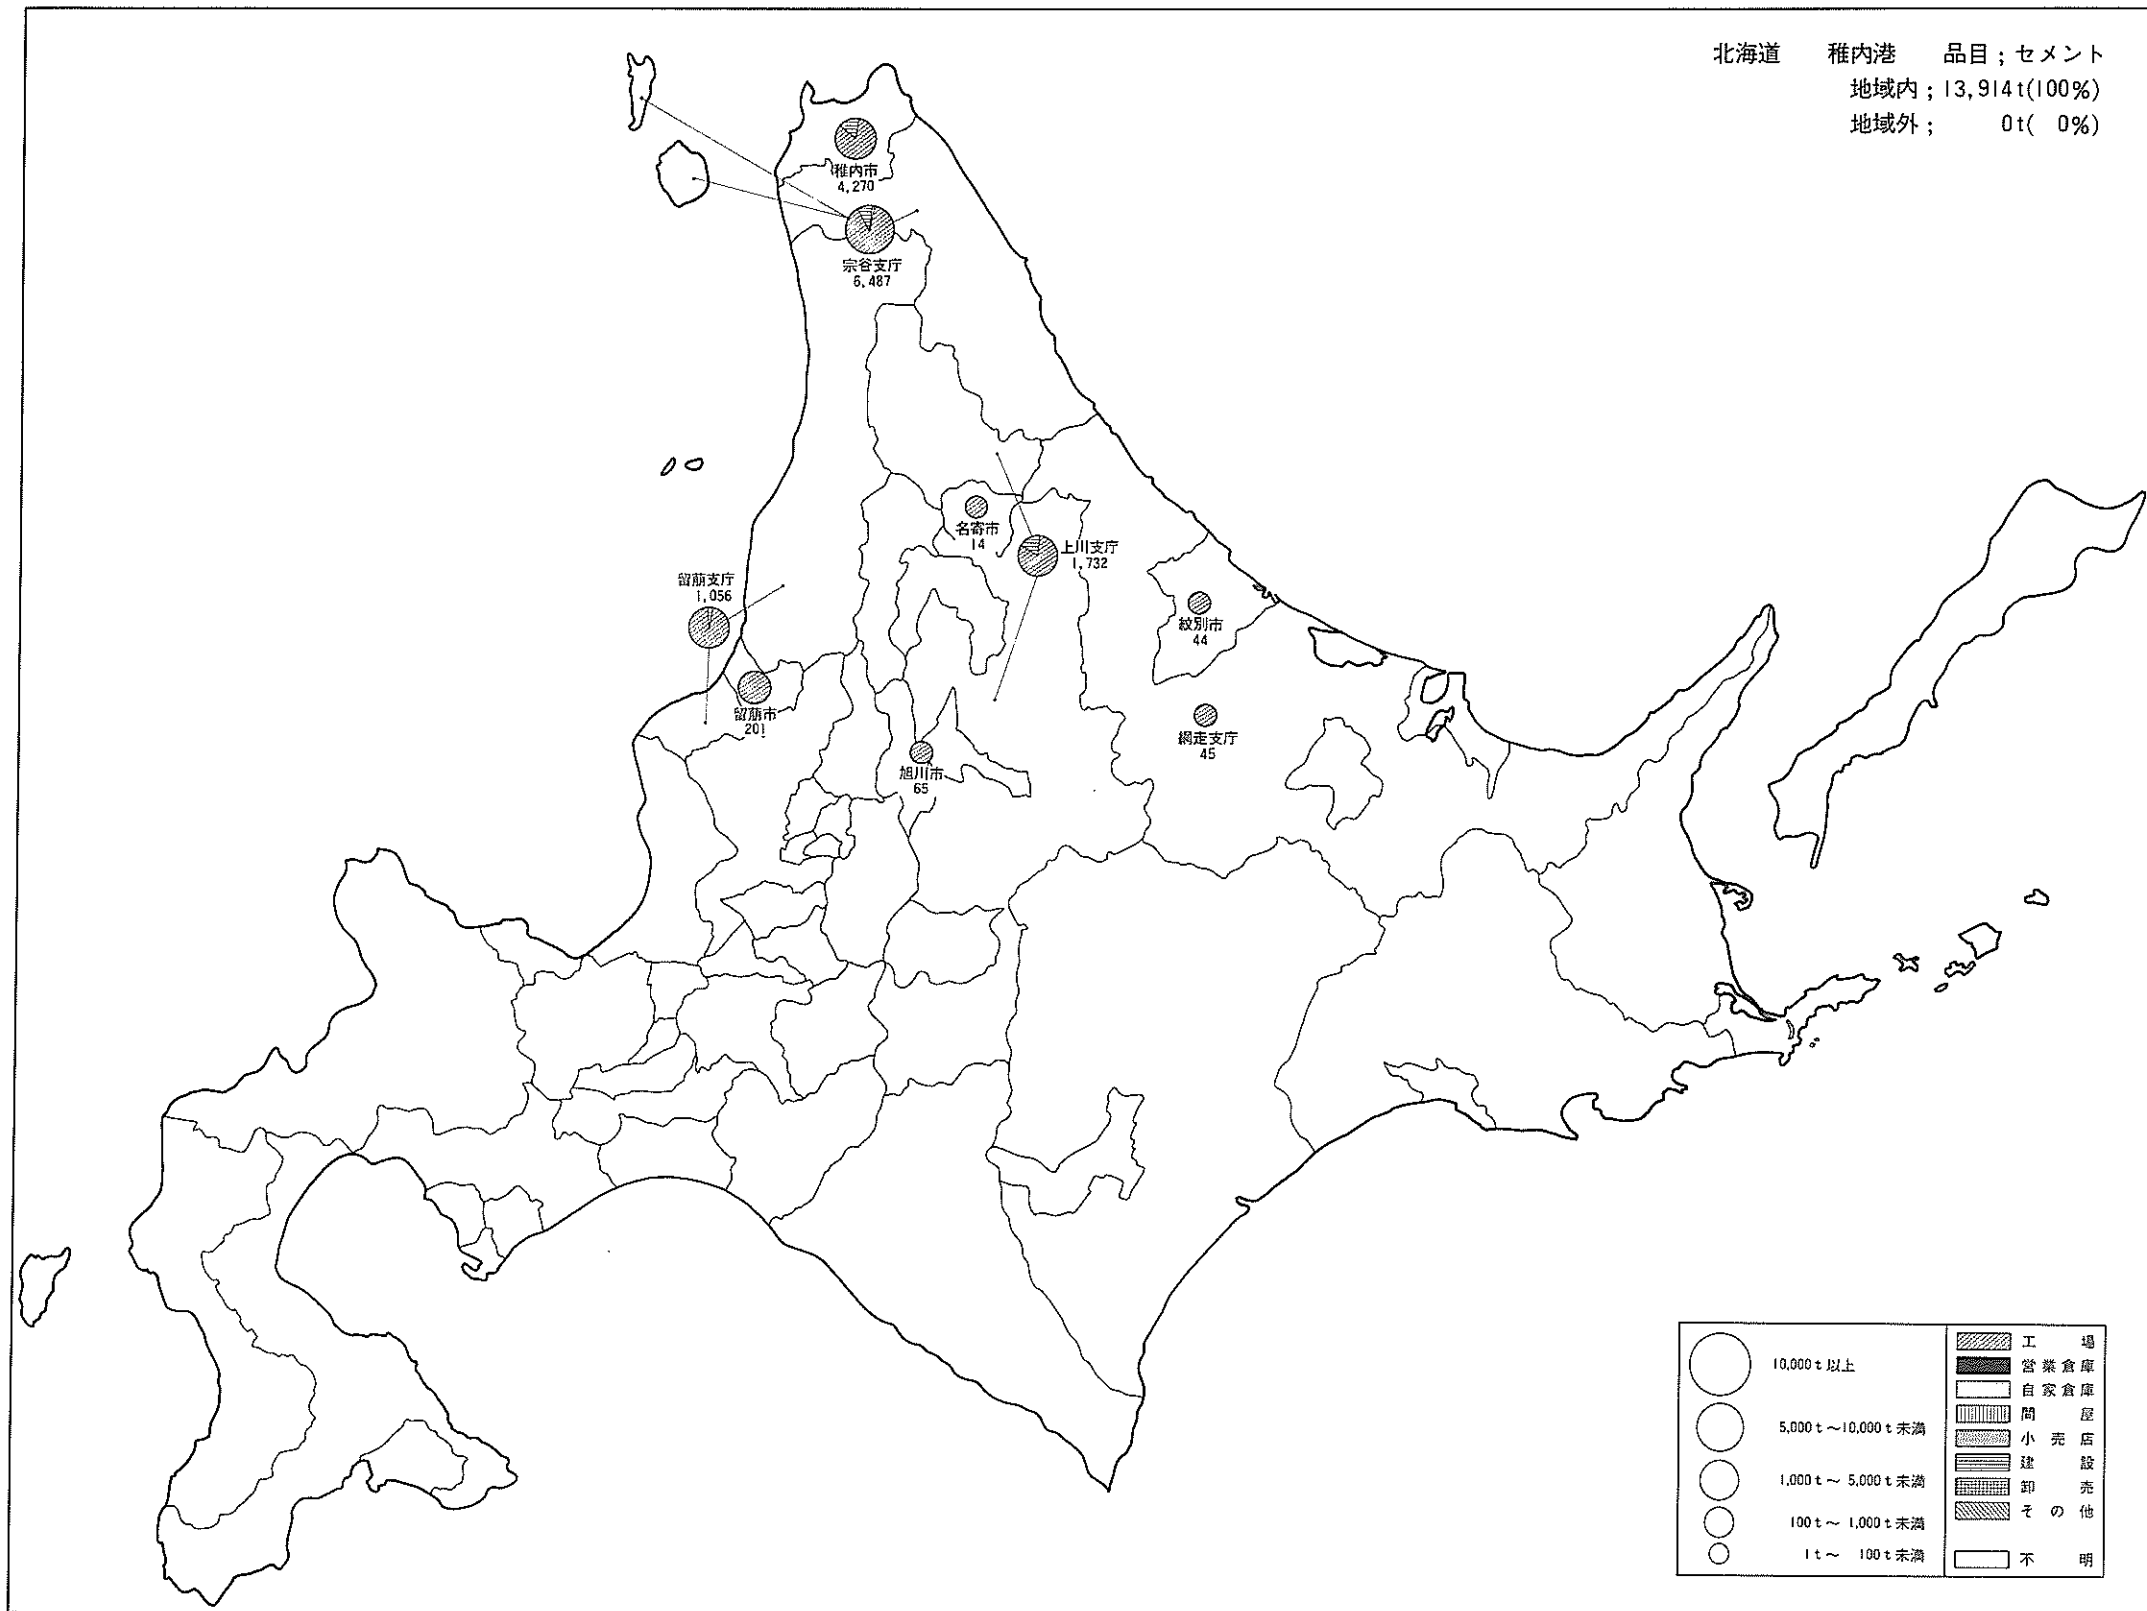 北海道　稚内港　品目；セメント
地域内；13,914t(100%)
地域外；0t( 0%)
稚内市
4,270
宗谷支庁
6,487
名寄市
14
上川支庁
1,732
留萠支庁
1,056
紋別市
44
留萠市
201
網走支庁
45
旭川市
65
10,000t以上
5,000t〜10,000t未満
1,000t〜5,000t未満
100t〜1,000t未満
1t〜100t未満
工場
営業倉庫
自家倉庫
問屋
小売店
建設
卸売
その他
不明